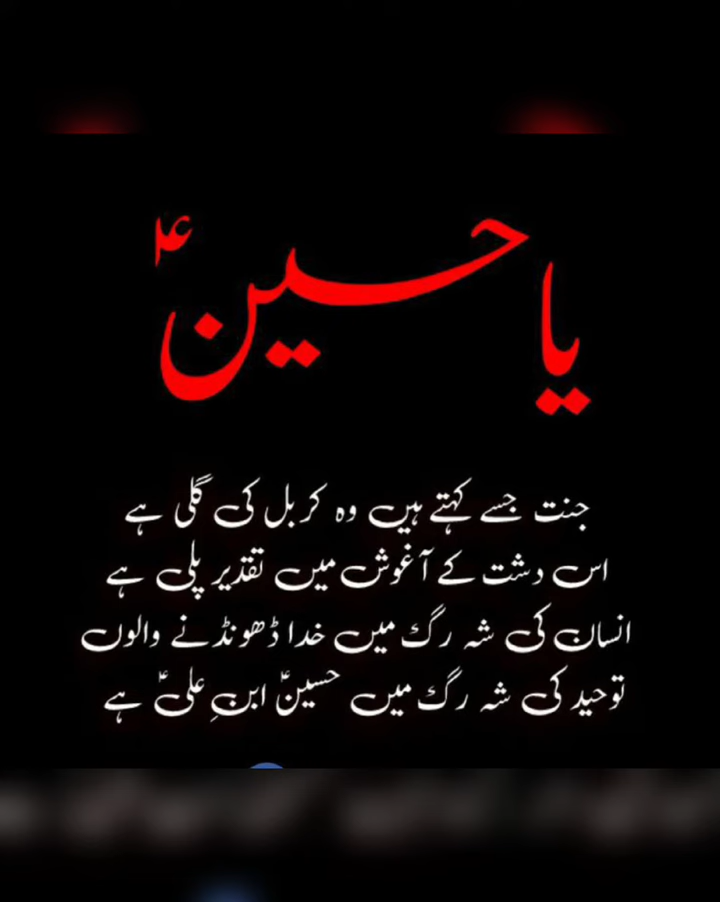 یا حسینؑ
جنت جسے کہتے ہیں وہ کربل کی گلی ہے
اس دشت کے آغوش میں تقدیر پلی ہے
انسان کی شہ رگ میں خدا ڈھونڈنے والوں
توحید کی شہ رگ میں حسینؑ ابنِ علیؑ ہے